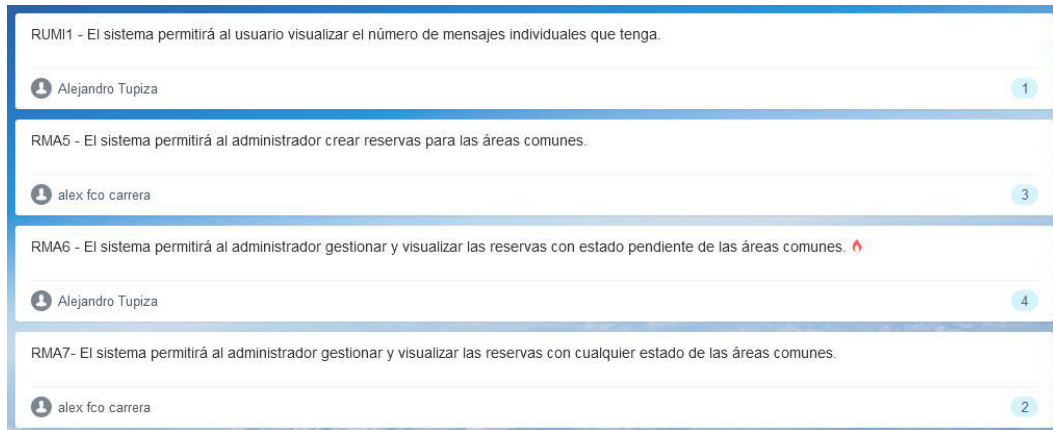 RUMI1 - El sistema permitirá al usuario visualizar el número de mensajes individuales que tenga.
Alejandro Tupiza 1
RMA5 - El sistema permitirá al administrador crear reservas para las áreas comunes.
alex fco carrera 3
RMA6 - El sistema permitirá al administrador gestionar y visualizar las reservas con estado pendiente de las áreas comunes.
Alejandro Tupiza 4
RMA7- El sistema permitirá al administrador gestionar y visualizar las reservas con cualquier estado de las áreas comunes.
alex fco carrera 2